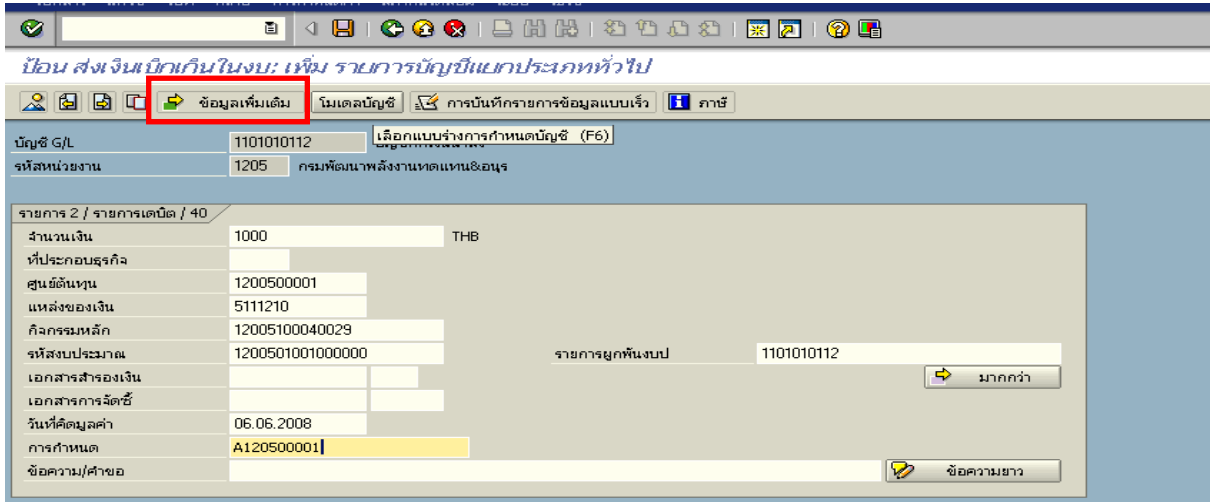 ป้อน ส่งเงินเบิกเกินในงบ: เพิ่ม รายการบัญชีแยกประเภททั่วไป
ข้อมูลเพิ่มเติม โมเดลบัญชี การบันทึกรายการข้อมูลแบบเร็ว ภาษี
เลือกแบบร่างการกำหนดบัญชี (F6)
บัญชี G/L 1101010112
รหัสหน่วยงาน 1205 กรมพัฒนาพลังงานทดแทน&อนุร
รายการ 2 / รายการเดบิต / 40
จำนวนเงิน 1000 THB
ที่ประกอบธุรกิจ
ศูนย์ต้นทุน 1200500001
แหล่งของเงิน 5111210
กิจกรรมหลัก 12005100040029
รหัสงบประมาณ 1200501001000000 รายการผูกพันงบป 1101010112
เอกสารสำรองเงิน มากกว่า
เอกสารการจัดซื้
วันที่คิดมูลค่า 06.06.2008
การกำหนด A120500001
ข้อความ/คำขอ ข้อความยาว